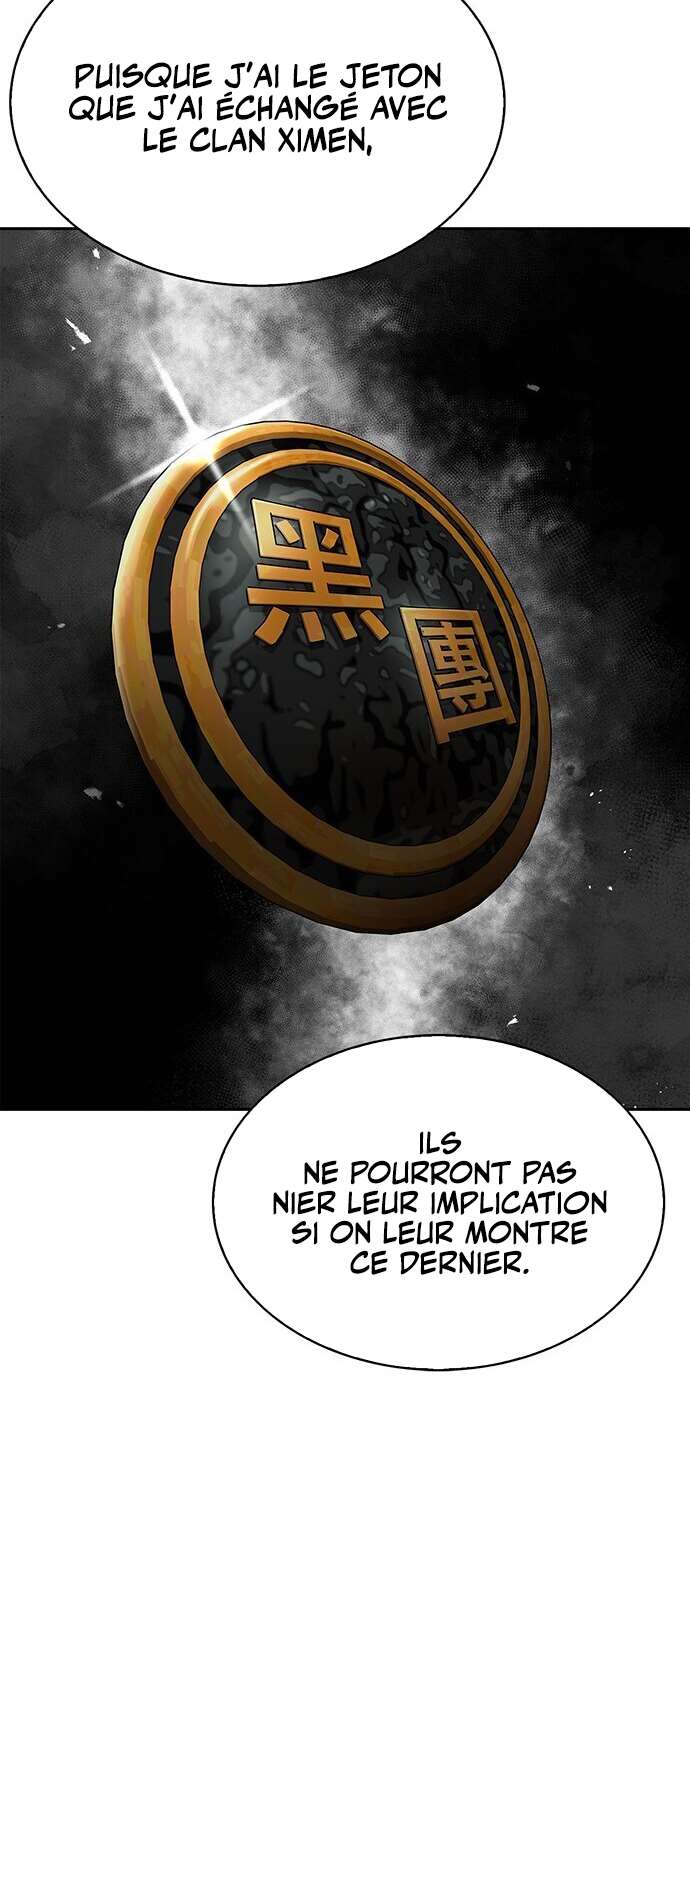 PUISQUE J'AI LE JETON
QUE J'AI ÉCHANGÉ AVEC
LE CLAN XIMEN,
黑
團
ILS
NE POURRONT PAS
NIER LEUR IMPLICATION
SI ON LEUR MONTRE
CE DERNIER.